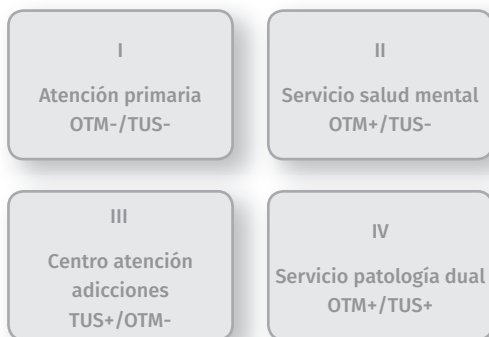 I
Atención primaria
OTM-/TUS-
II
Servicio salud mental
OTM+/TUS-
III
Centro atención
adicciones
TUS+/OTM-
IV
Servicio patología dual
OTM+/TUS+